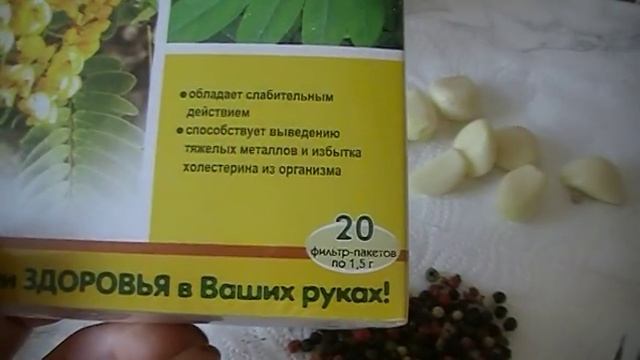 •обладает слабительным
действием
•способствует выведению
тяжелых металлов и избытка
холестерина из организма
20
фильтр-пакетов
по 1,5 г
ЗДОРОВЬЯ в Ваших руках!